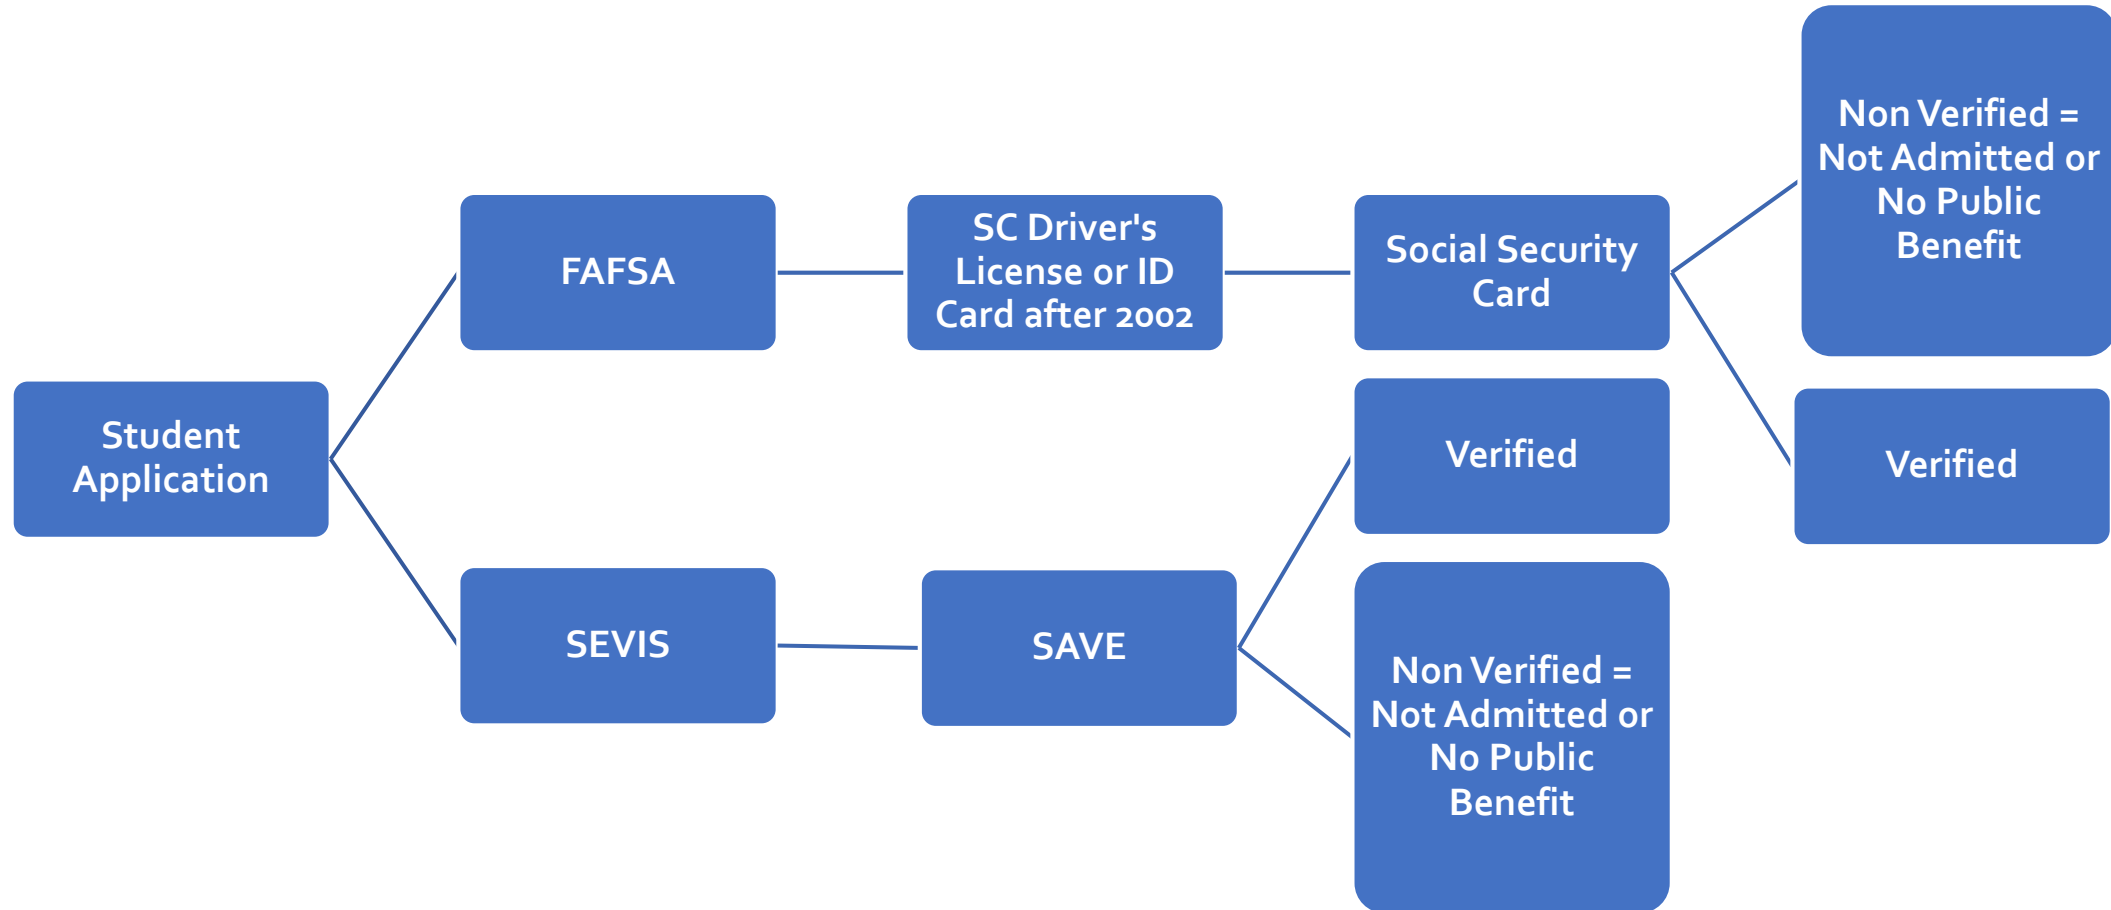 Student
Application
FAFSA
SC Driver's
License or ID
Card after 2002
Social Security
Card
Non Verified =
Not Admitted or
No Public
Benefit
Verified
SEVIS
SAVE
Verified
Non Verified =
Not Admitted or
No Public
Benefit